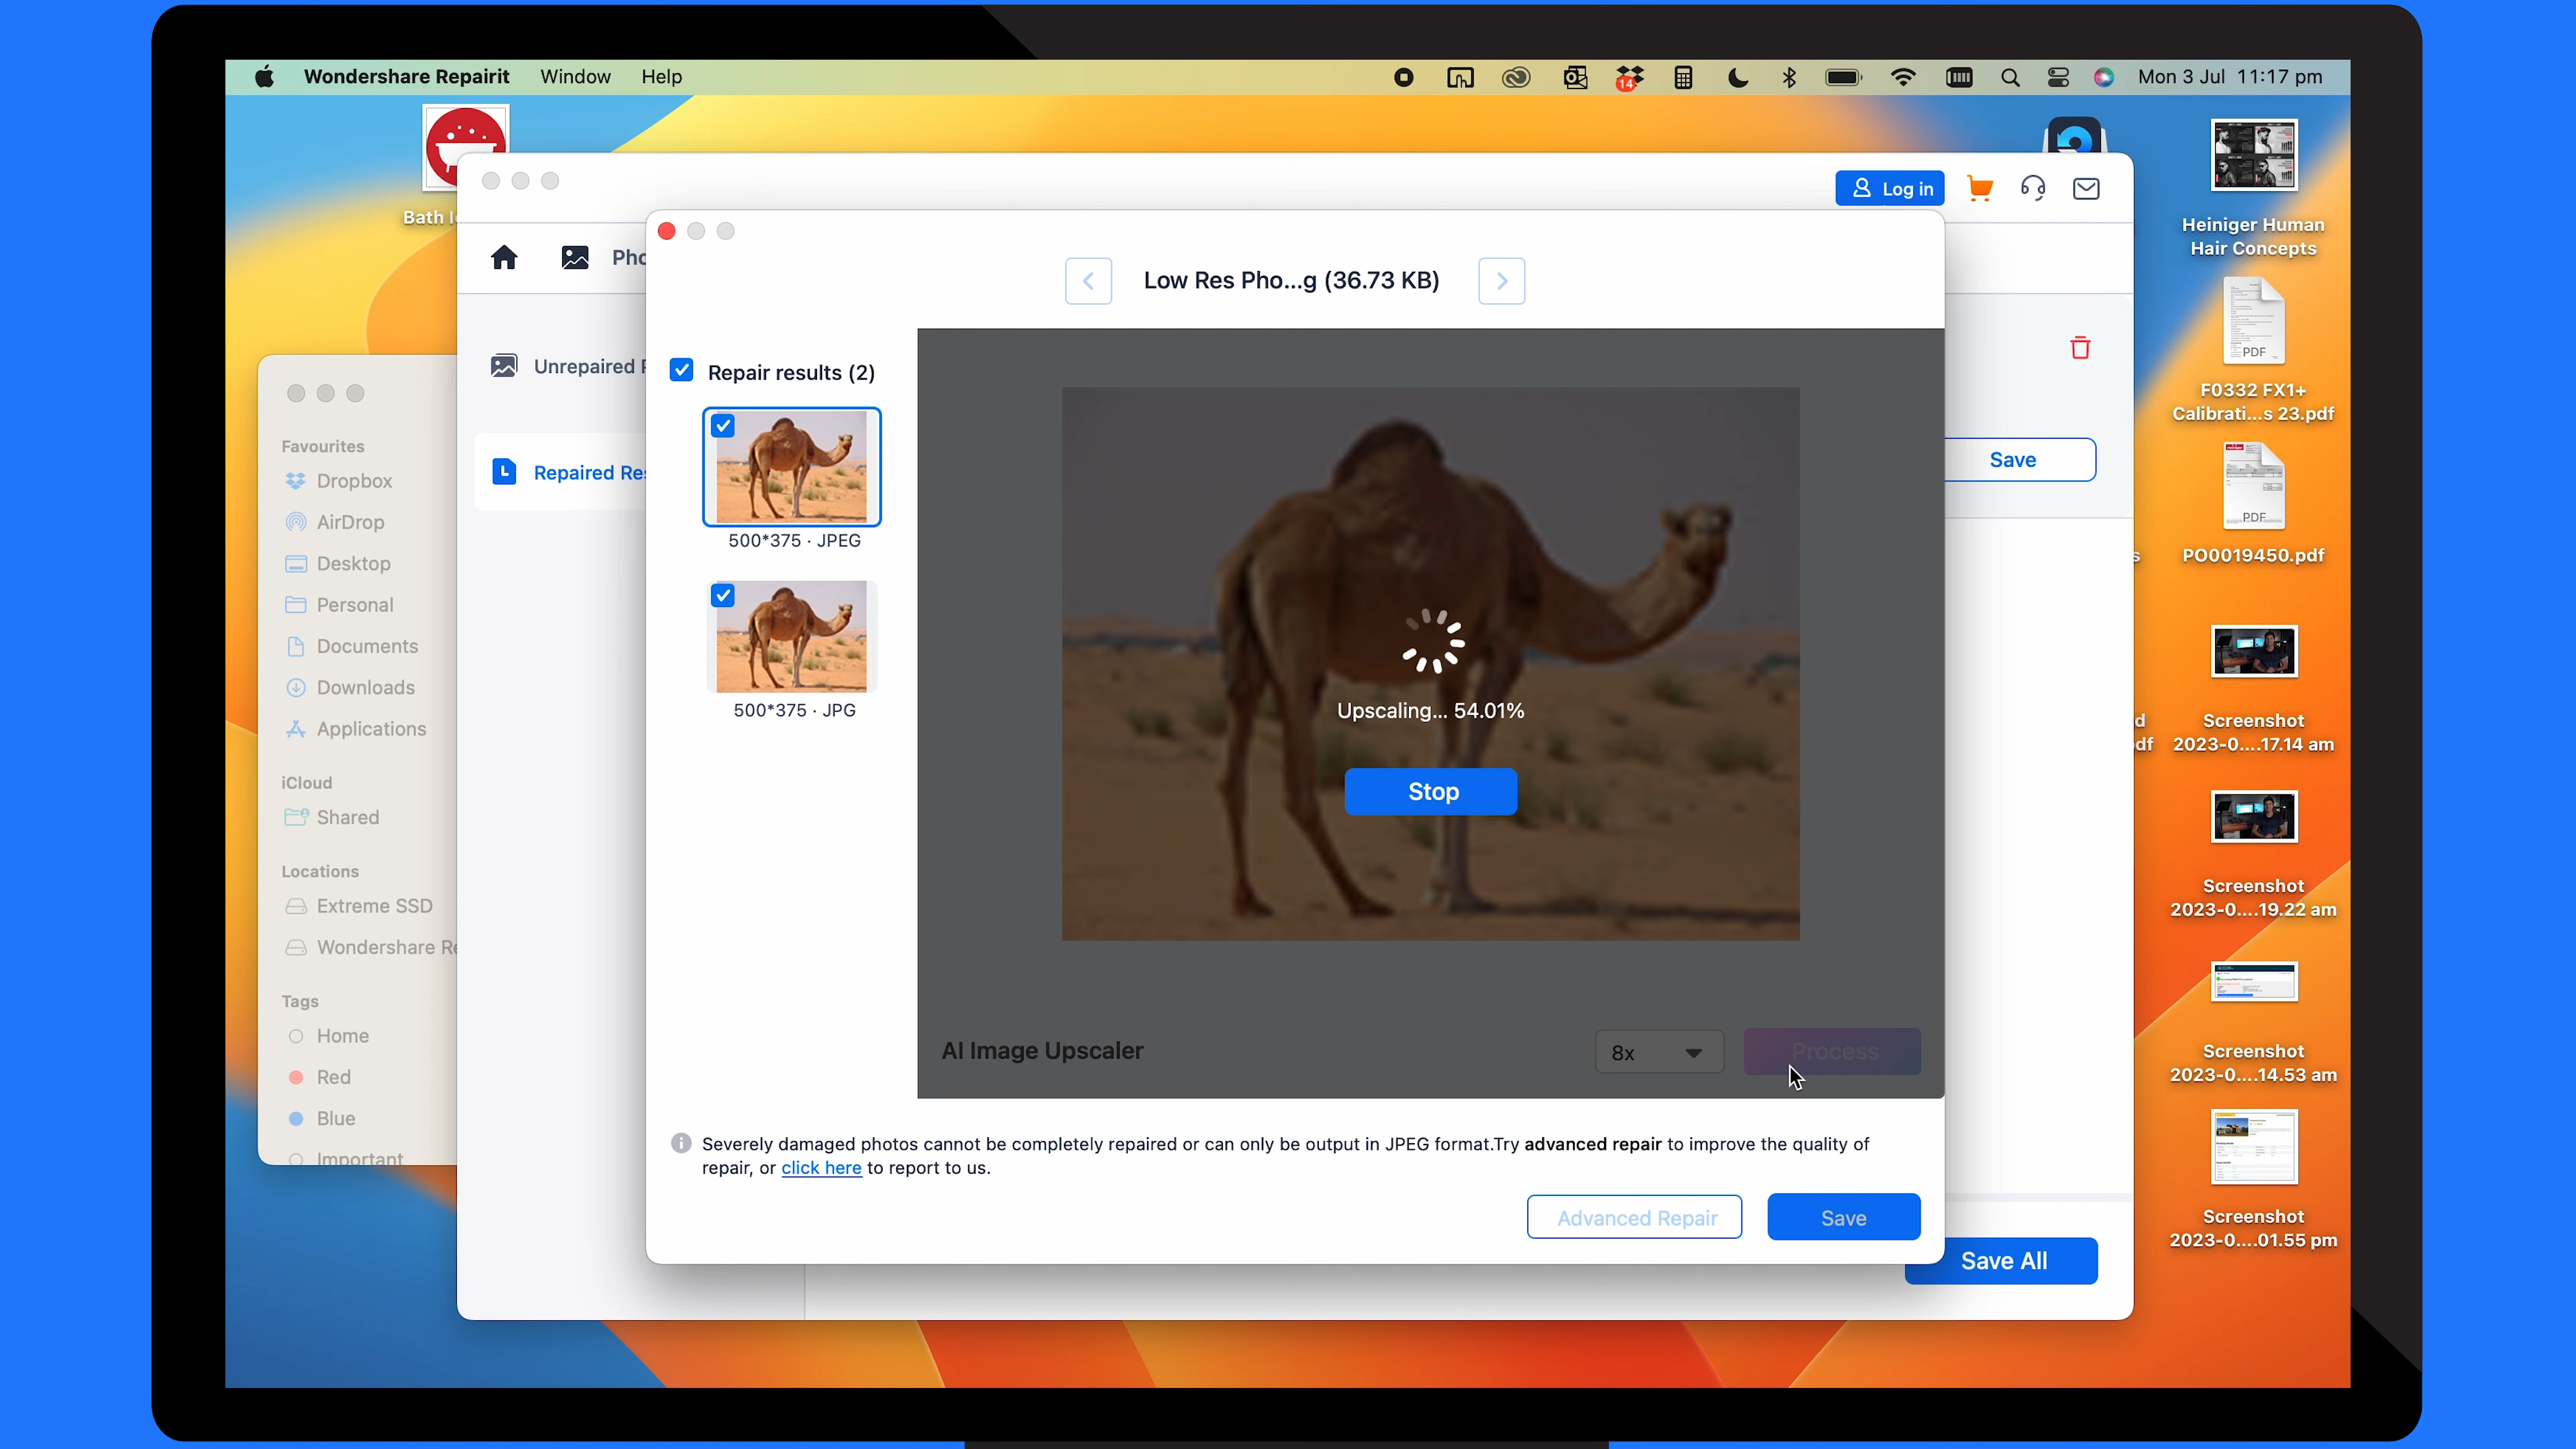 Wondershare Repairit Window Help
14
Mon 3 Jul 11:17 pm
Bath I
Log in
Pho
Low Res Pho...g (36.73 KB)
Unrepaired
Repaired Res
Repair results (2)
500*375 · JPEG
500*375 · JPG
Save
Upscaling... 54.01%
Stop
AI Image Upscaler
8x
Process
Severely damaged photos cannot be completely repaired or can only be output in JPEG format.Try advanced repair to improve the quality of
repair, or click here to report to us.
Advanced Repair
Save
Save All
Favourites
Dropbox
AirDrop
Desktop
Personal
Documents
Downloads
Applications
iCloud
Shared
Locations
Extreme SSD
Wondershare Re
Tags
Home
Red
Blue
Important
Heiniger Human
Hair Concepts
PDF
F0332 FX1+
Calibrati...s 23.pdf
PDF
PO0019450.pdf
s
d
df
Screenshot
2023-0....17.14 am
Screenshot
2023-0....19.22 am
Screenshot
2023-0....14.53 am
Screenshot
2023-0....01.55 pm